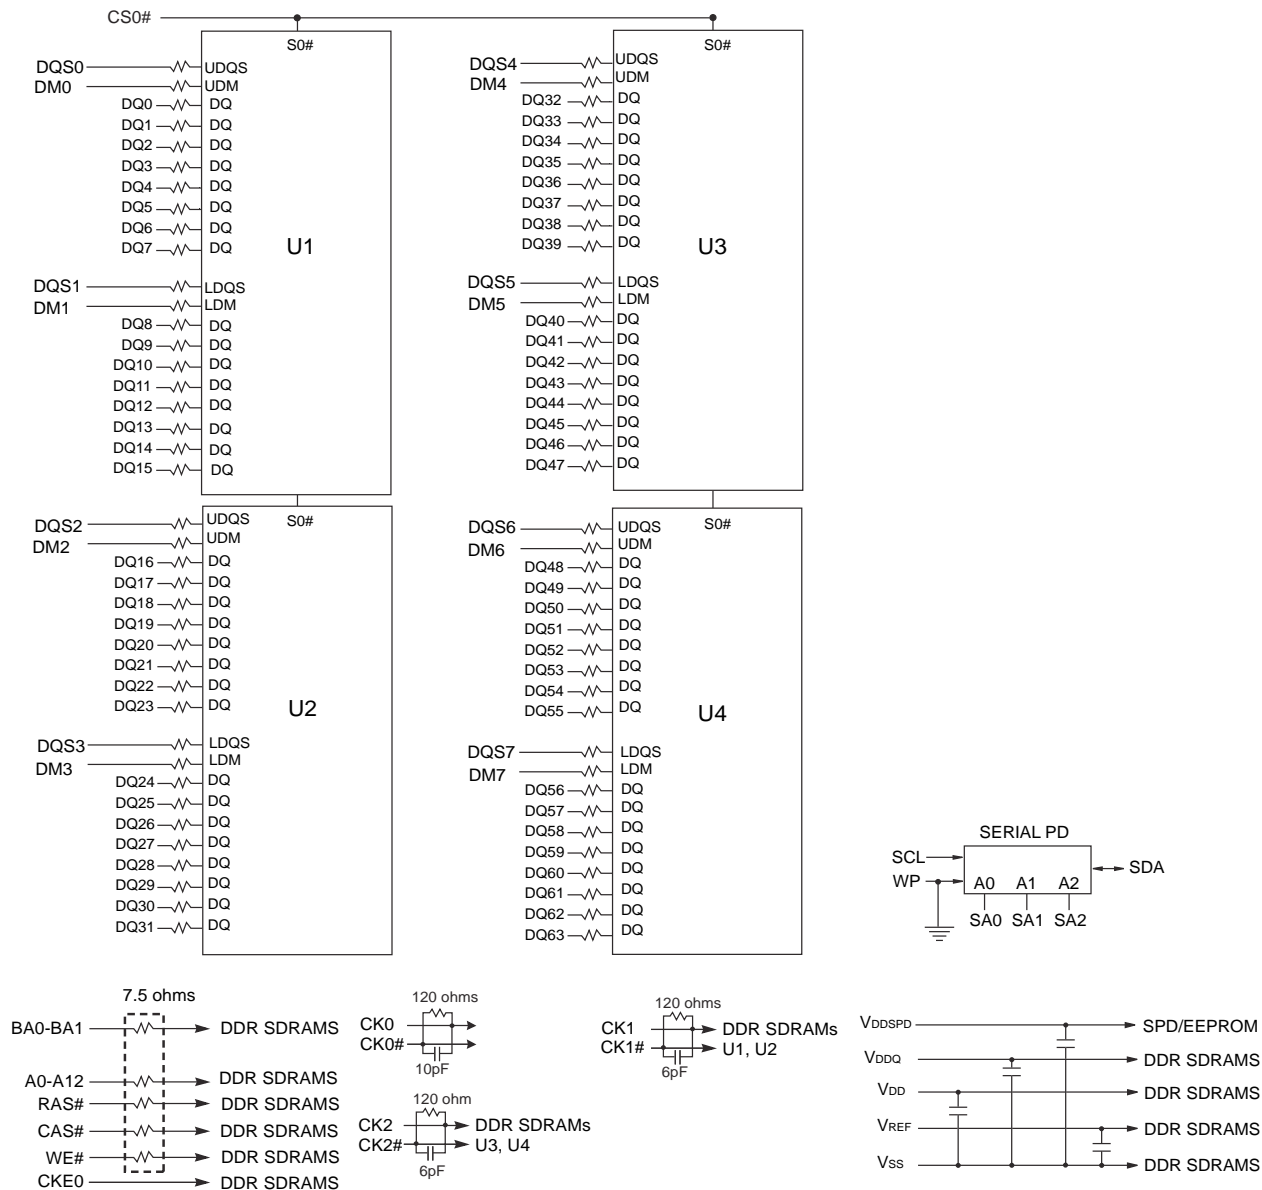 CS0#
S0#
DQS0 UDQS
DM0 UDM
DQ0 DQ
DQ1 DQ
DQ2 DQ
DQ3 DQ
DQ4 DQ
DQ5 DQ
DQ6 DQ
DQ7 DQ
U1
DQS1 LDQS
DM1 LDM
DQ8 DQ
DQ9 DQ
DQ10 DQ
DQ11 DQ
DQ12 DQ
DQ13 DQ
DQ14 DQ
DQ15 DQ
S0#
DQS2 UDQS
DM2 UDM
DQ16 DQ
DQ17 DQ
DQ18 DQ
DQ19 DQ
DQ20 DQ
DQ21 DQ
DQ22 DQ
DQ23 DQ
U2
DQS3 LDQS
DM3 LDM
DQ24 DQ
DQ25 DQ
DQ26 DQ
DQ27 DQ
DQ28 DQ
DQ29 DQ
DQ30 DQ
DQ31 DQ
S0#
DQS4 UDQS
DM4 UDM
DQ32 DQ
DQ33 DQ
DQ34 DQ
DQ35 DQ
DQ36 DQ
DQ37 DQ
DQ38 DQ
DQ39 DQ
U3
DQS5 LDQS
DM5 LDM
DQ40 DQ
DQ41 DQ
DQ42 DQ
DQ43 DQ
DQ44 DQ
DQ45 DQ
DQ46 DQ
DQ47 DQ
S0#
DQS6 UDQS
DM6 UDM
DQ48 DQ
DQ49 DQ
DQ50 DQ
DQ51 DQ
DQ52 DQ
DQ53 DQ
DQ54 DQ
DQ55 DQ
U4
DQS7 LDQS
DM7 LDM
DQ56 DQ
DQ57 DQ
DQ58 DQ
DQ59 DQ
DQ60 DQ
DQ61 DQ
DQ62 DQ
DQ63 DQ
SERIAL PD
SCL
WP
A0 A1 A2
SDA
SA0 SA1 SA2
7.5 ohms
BA0-BA1 DDR SDRAMS
A0-A12 DDR SDRAMS
RAS# DDR SDRAMS
CAS# DDR SDRAMS
WE# DDR SDRAMS
CKE0 DDR SDRAMS
120 ohms
CK0
CK0#
10pF
120 ohm
CK2 DDR SDRAMs
CK2# U3, U4
6pF
120 ohms
CK1 DDR SDRAMs
CK1# U1, U2
6pF
VDDSPD SPD/EEPROM
VDDQ DDR SDRAMS
VDD DDR SDRAMS
VREF DDR SDRAMS
VSS DDR SDRAMS